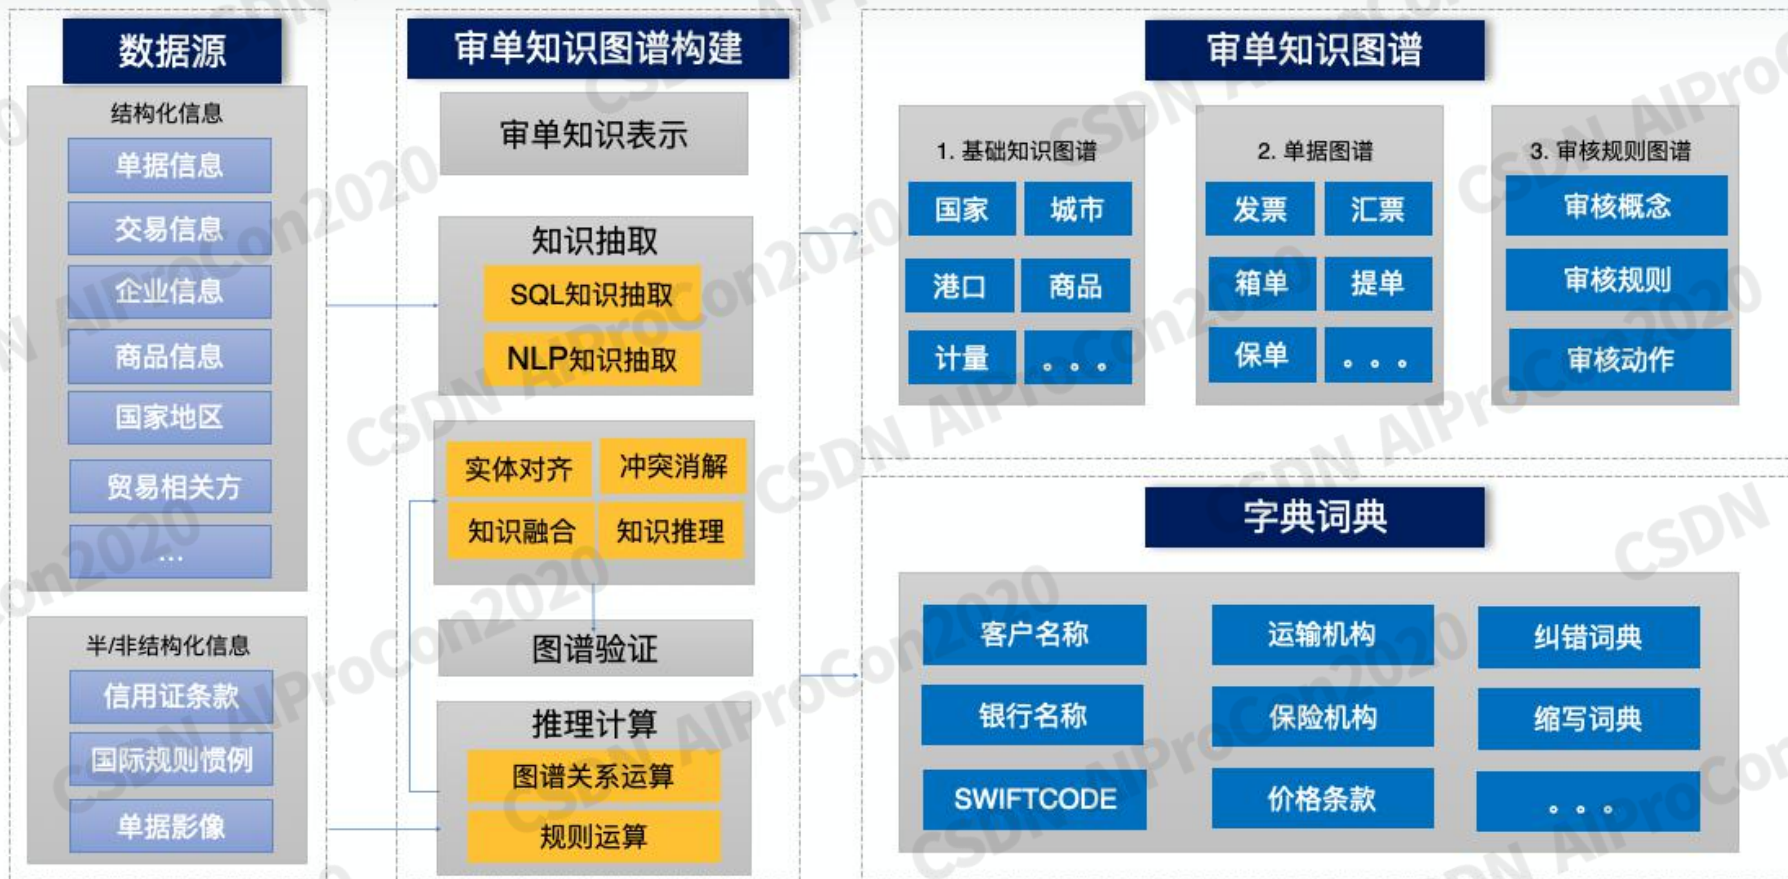 数据源
结构化信息
单据信息
交易信息
企业信息
商品信息
国家地区
贸易相关方
...
半/非结构化信息
信用证条款
国际规则惯例
单据影像
审单知识图谱构建
审单知识表示
知识抽取
SQL知识抽取
NLP知识抽取
实体对齐 冲突消解
知识融合 知识推理
图谱验证
推理计算
图谱关系运算
规则运算
审单知识图谱
1. 基础知识图谱
国家 城市
港口 商品
计量 。。。
2. 单据图谱
发票 汇票
箱单 提单
保单 。。。
3. 审核规则图谱
审核概念
审核规则
审核动作
字典词典
客户名称 运输机构 纠错词典
银行名称 保险机构 缩写词典
SWIFTCODE 价格条款 。。。
CSDN AIProCon2020